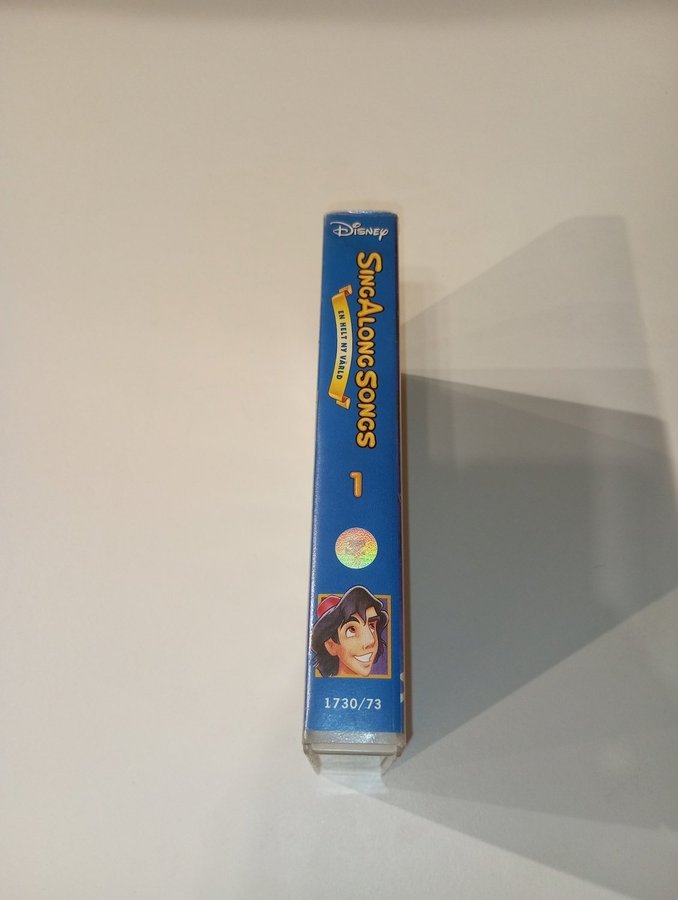 Disney
SING ALONG SONGS
EN HELT NY VÄRLD
1
1730/73